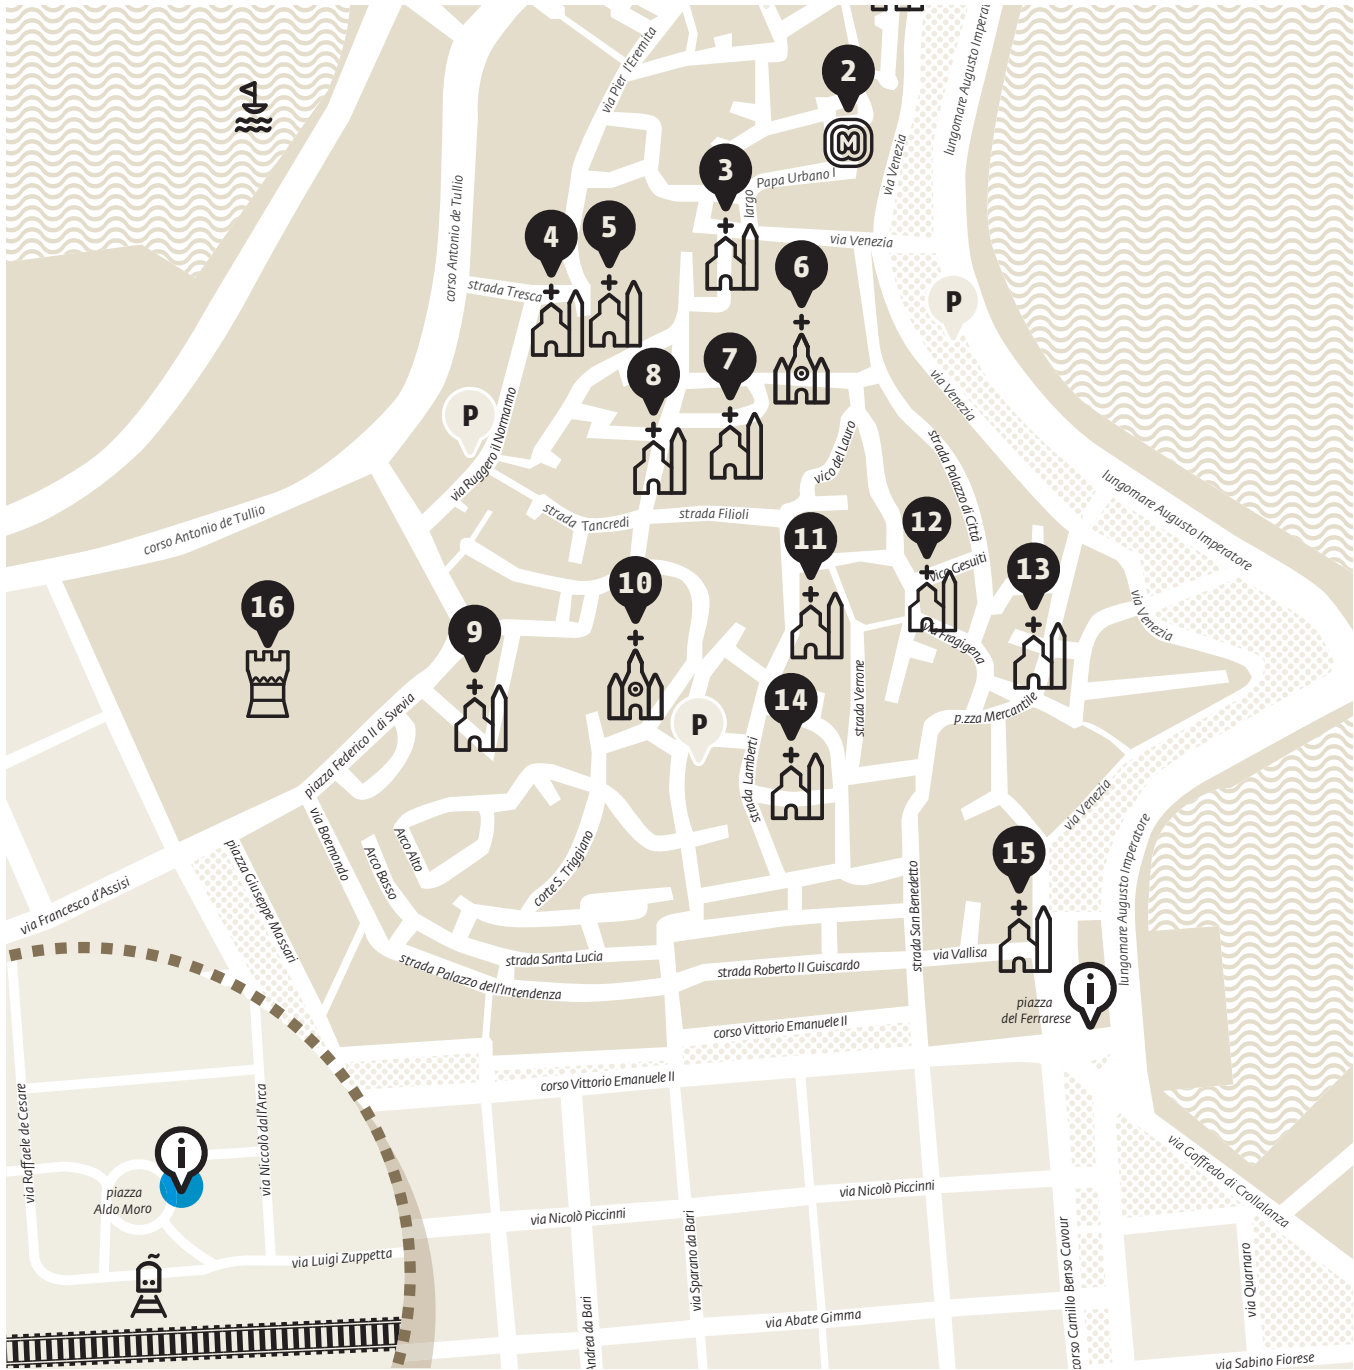 lungomare Augusto Imperat
via Pier l'Eremita
2
M
3
Papa Urbano I
largo
via Venezia
corso Antonio de Tullio
4
5
via Venezia
6
strada Tresca
P
7
8
via Venezia
P
via Ruggero il Normanno
vico del Lauro
strada Palazzo di Città
lungomare Augusto Imperatore
corso Antonio de Tullio
strada Tancredi
strada Filioli
11
12
vico Gesuiti
13
10
16
9
via Venezia
via Fragigena
strada Verrone
14
P
p.zza Mercantile
piazza Federico II di Svevia
strada Lamberti
via Venezia
via Boemondo
Arco Alto
Arco Basso
corte S. Triggiano
piazza Giuseppe Massari
15
lungomare Augusto Imperatore
strada San Benedetto
via Francesco d'Assisi
strada Santa Lucia
via Vallisa
strada Roberto II Guiscardo
strada Palazzo dell'Intendenza
i
piazza
del Ferrarese
corso Vittorio Emanuele II
corso Vittorio Emanuele II
via Raffaele de Cesare
via Niccolò dall'Arca
i
piazza
Aldo Moro
via Goffredo di Crollalanza
via Nicolò Piccinni
via Nicolò Piccinni
via Luigi Zuppetta
via Sparano da Bari
corso Camillo Benso Cavour
via Quarnaro
Andrea da Bari
via Abate Gimma
via Sabino Fiorese